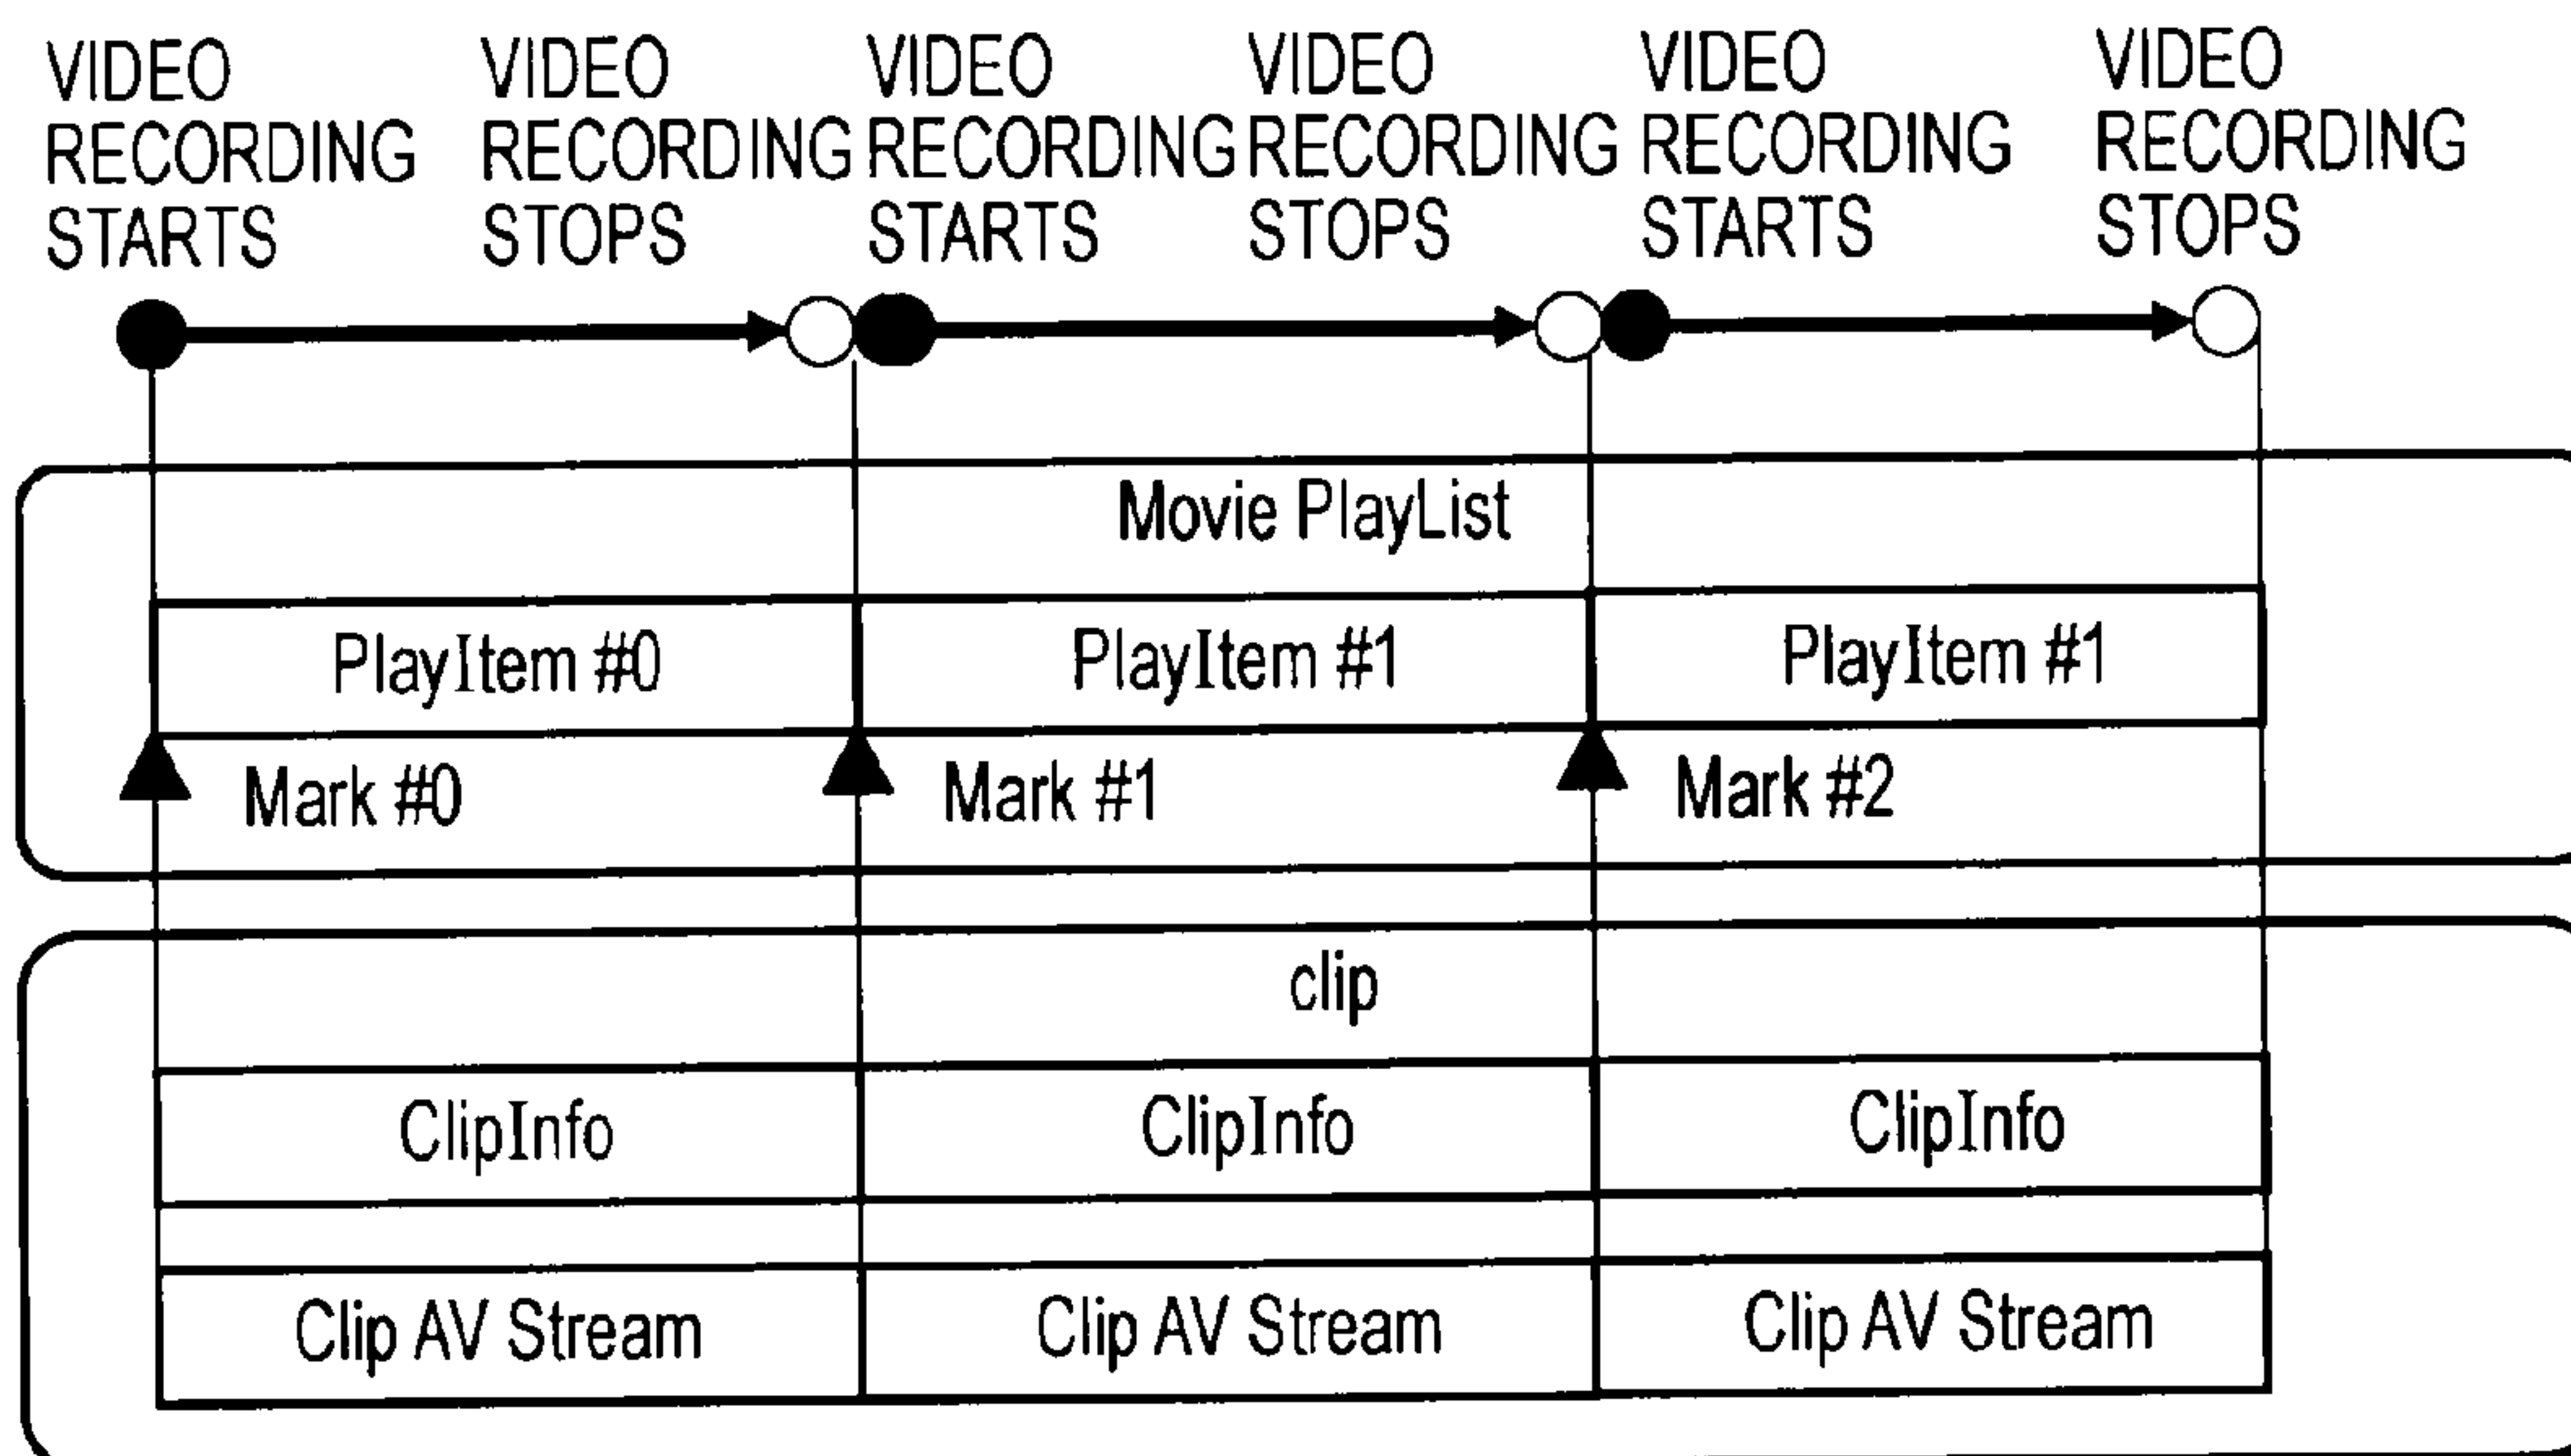 VIDEO RECORDING STARTS
VIDEO RECORDING STOPS
VIDEO RECORDING STARTS
VIDEO RECORDING STOPS
VIDEO RECORDING STARTS
VIDEO RECORDING STOPS
Movie PlayList
PlayItem #0
PlayItem #1
PlayItem #1
Mark #0
Mark #1
Mark #2
clip
ClipInfo
ClipInfo
ClipInfo
Clip AV Stream
Clip AV Stream
Clip AV Stream